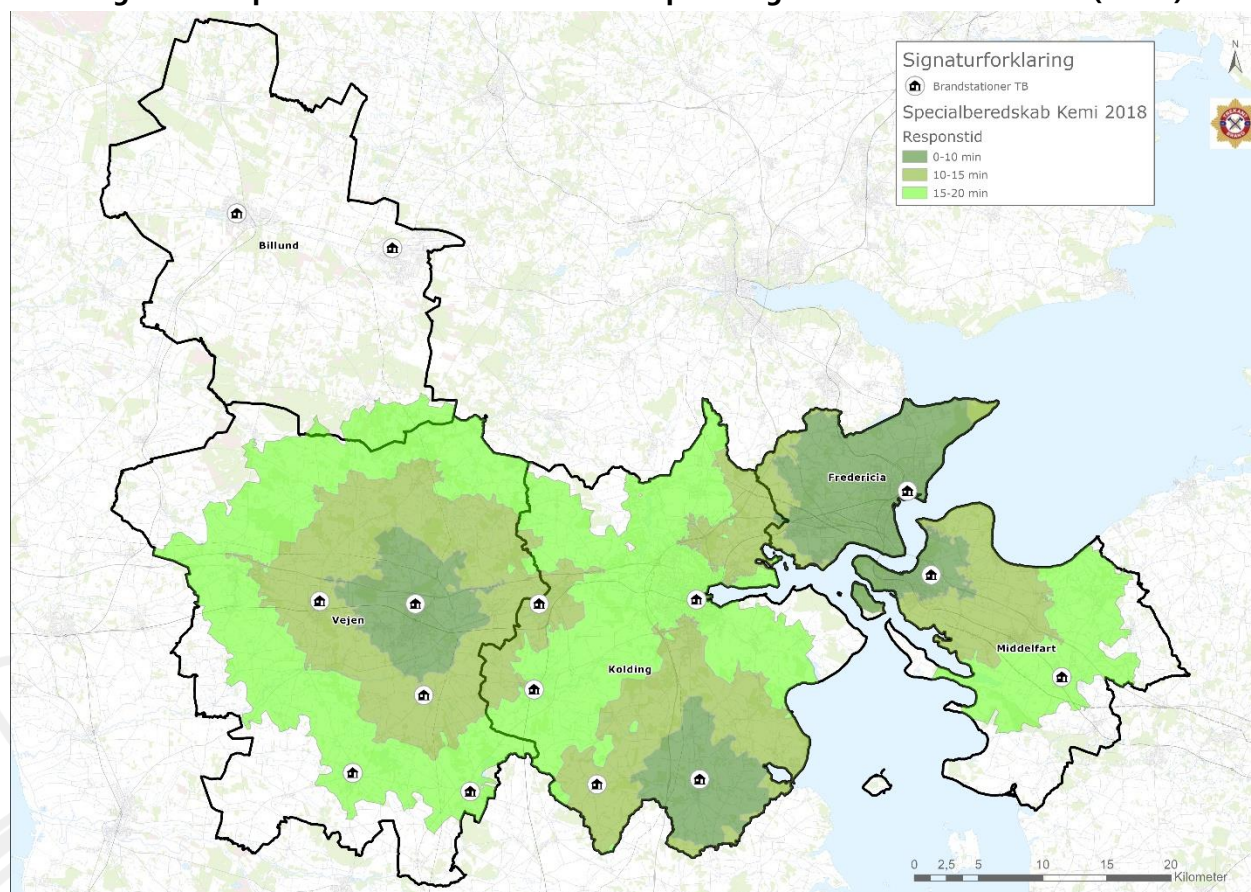 Signaturforklaring
Brandstationer TB
Specialberedskab Kemi 2018
Responstid
0-10 min
10-15 min
15-20 min
N
Billund
Fredericia
Vejen
Kolding
Middelfart
0 2,5 5 10 15 20
Kilometer